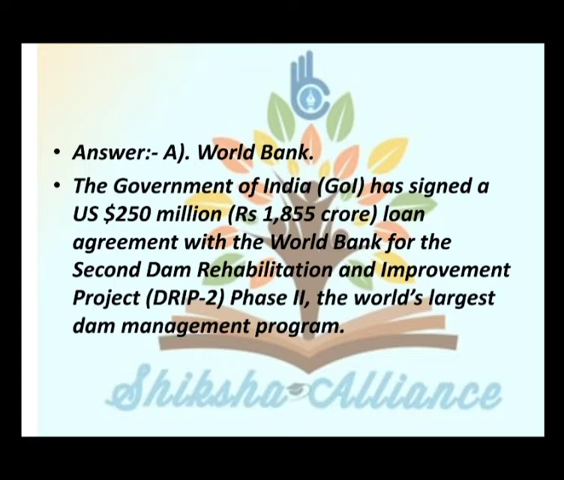 • Answer:- A). World Bank.
• The Government of India (GoI) has signed a
US $250 million (Rs 1,855 crore) loan
agreement with the World Bank for the
Second Dam Rehabilitation and Improvement
Project (DRIP-2) Phase II, the world’s largest
dam management program.
Shiksha Alliance